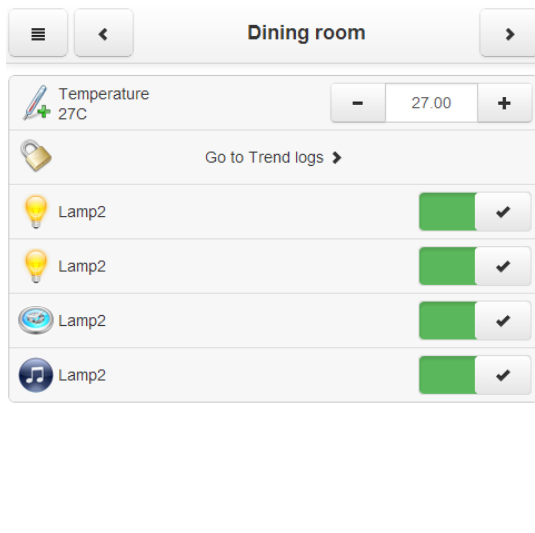 Dining room
Temperature
27C
27.00
Go to Trend logs
Lamp2
Lamp2
Lamp2
Lamp2